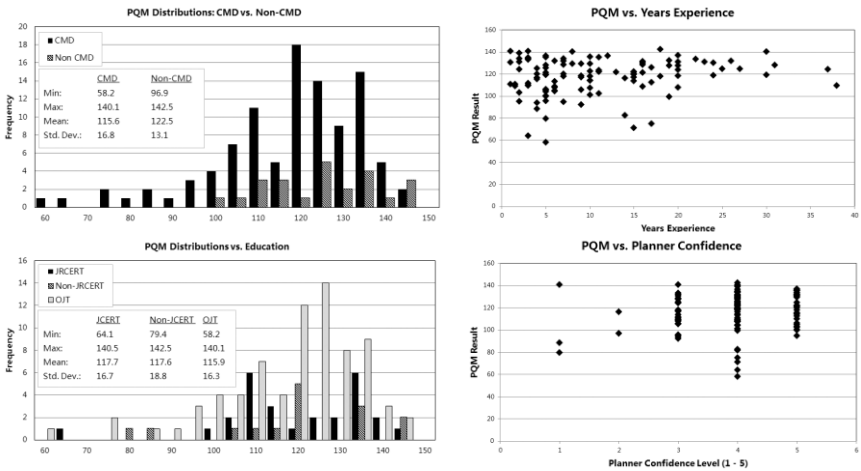 PQM Distributions: CMD vs. Non-CMD
20
18
16
14
12
10
8
6
4
2
0
Frequency
CMD
Non CMD
CMD Non-CMD
Min: 58.2 96.9
Max: 140.1 142.5
Mean: 115.6 122.5
Std. Dev.: 16.8 13.1
60 70 80 90 100 110 120 130 140 150
PQM vs. Years Experience
160
140
120
100
80
60
40
20
0
PQM Result
0 5 10 15 20 25 30 35 40
Years Experience
PQM Distributions vs. Education
16
14
12
10
8
6
4
2
0
Frequency
JRCERT
Non-JRCERT
OJT
JCERT Non-JCERT OJT
Min: 64.1 79.4 58.2
Max: 140.5 142.5 140.1
Mean: 117.7 117.6 115.9
Std. Dev.: 16.7 18.8 16.3
60 70 80 90 100 110 120 130 140 150
PQM vs. Planner Confidence
160
140
120
100
80
60
40
20
0
PQM Result
0 1 2 3 4 5 6
Planner Confidence Level (1 - 5)